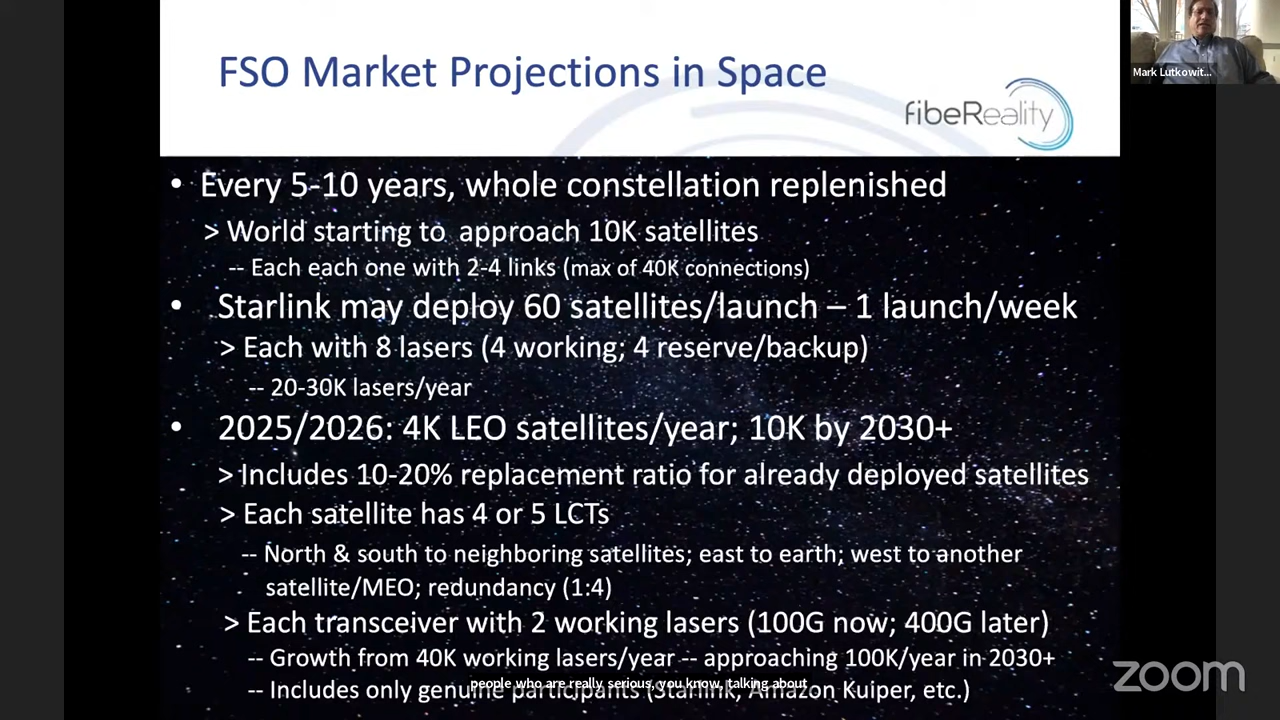 FSO Market Projections in Space
fibeReality
Mark Lutkowit...
• Every 5-10 years, whole constellation replenished
> World starting to approach 10K satellites
-- Each each one with 2-4 links (max of 40K connections)
• Starlink may deploy 60 satellites/launch – 1 launch/week
> Each with 8 lasers (4 working; 4 reserve/backup)
-- 20-30K lasers/year
• 2025/2026: 4K LEO satellites/year; 10K by 2030+
> Includes 10-20% replacement ratio for already deployed satellites
> Each satellite has 4 or 5 LCTs
-- North & south to neighboring satellites; east to earth; west to another
satellite/MEO; redundancy (1:4)
> Each transceiver with 2 working lasers (100G now; 400G later)
-- Growth from 40K working lasers/year -- approaching 100K/year in 2030+
people who are really serious, you know, talking about
-- Includes only genuine participants (Starlink, Amazon Kuiper, etc.)
zoom